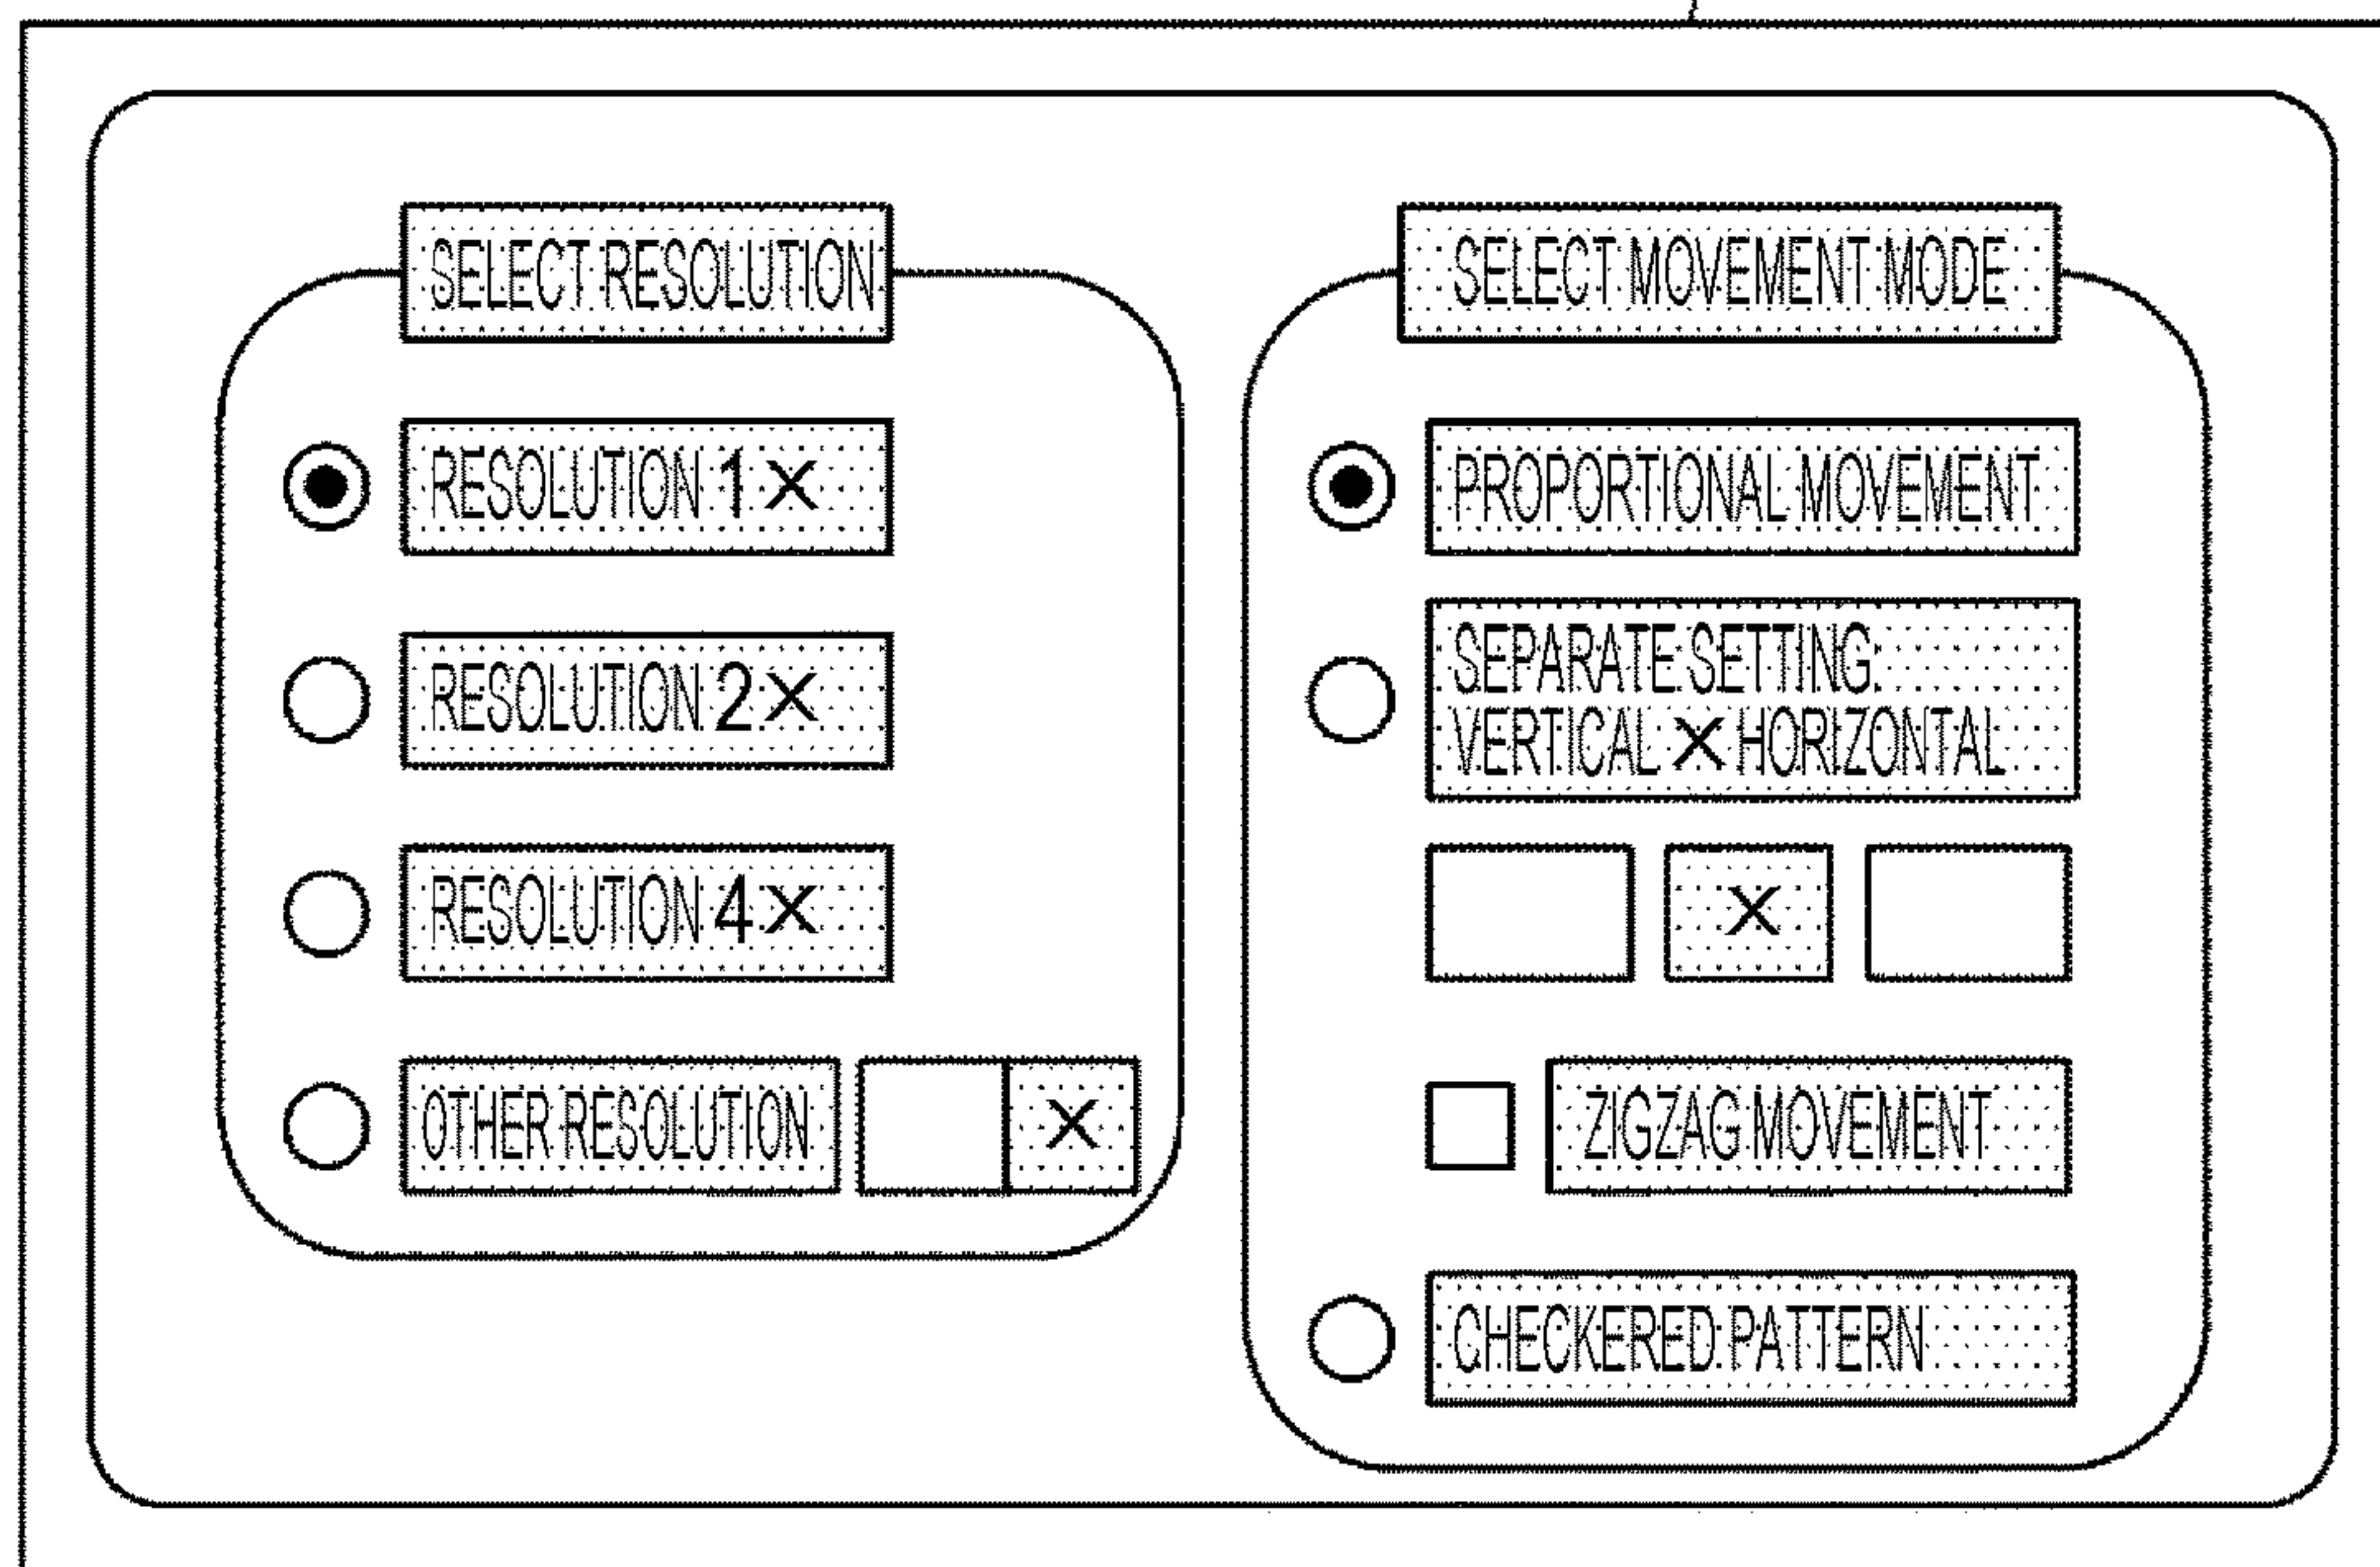 SELECT RESOLUTION
RESOLUTION 1×
RESOLUTION 2×
RESOLUTION 4×
OTHER RESOLUTION ×
SELECT MOVEMENT MODE
PROPORTIONAL MOVEMENT
SEPARATE SETTING.
VERTICAL × HORIZONTAL
×
ZIGZAG MOVEMENT
CHECKERED PATTERN